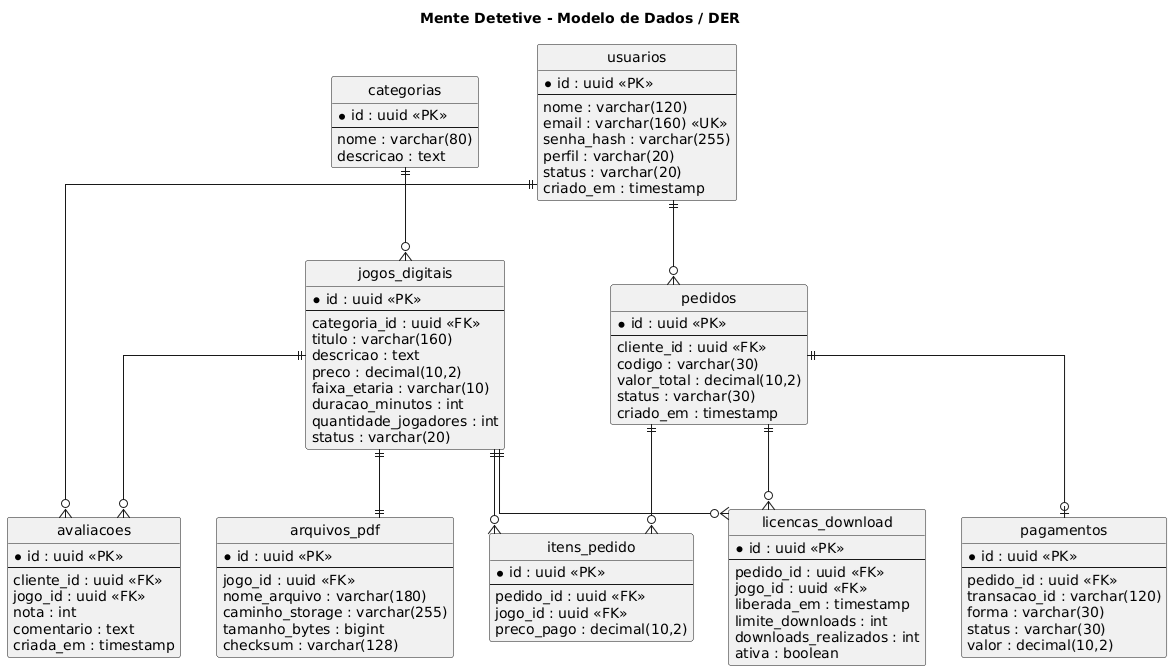 Mente Detetive - Modelo de Dados / DER
usuarios
id : uuid «PK»
nome : varchar(120)
email : varchar(160) «UK»
senha_hash : varchar(255)
perfil : varchar(20)
status : varchar(20)
criado_em : timestamp
categorias
id : uuid «PK»
nome : varchar(80)
descricao : text
jogos_digitais
id : uuid «PK»
categoria_id : uuid «FK»
titulo : varchar(160)
descricao : text
preco : decimal(10,2)
faixa_etaria : varchar(10)
duracao_minutos : int
quantidade_jogadores : int
status : varchar(20)
pedidos
id : uuid «PK»
cliente_id : uuid «FK»
codigo : varchar(30)
valor_total : decimal(10,2)
status : varchar(30)
criado_em : timestamp
avaliacoes
id : uuid «PK»
cliente_id : uuid «FK»
jogo_id : uuid «FK»
nota : int
comentario : text
criada_em : timestamp
arquivos_pdf
id : uuid «PK»
jogo_id : uuid «FK»
nome_arquivo : varchar(180)
caminho_storage : varchar(255)
tamanho_bytes : bigint
checksum : varchar(128)
itens_pedido
id : uuid «PK»
pedido_id : uuid «FK»
jogo_id : uuid «FK»
preco_pago : decimal(10,2)
licencas_download
id : uuid «PK»
pedido_id : uuid «FK»
jogo_id : uuid «FK»
liberada_em : timestamp
limite_downloads : int
downloads_realizados : int
ativa : boolean
pagamentos
id : uuid «PK»
pedido_id : uuid «FK»
transacao_id : varchar(120)
forma : varchar(30)
status : varchar(30)
valor : decimal(10,2)